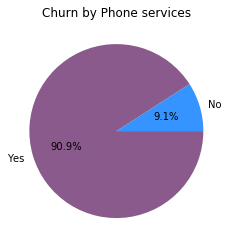 Churn by Phone services
No
9.1%
90.9%
Yes